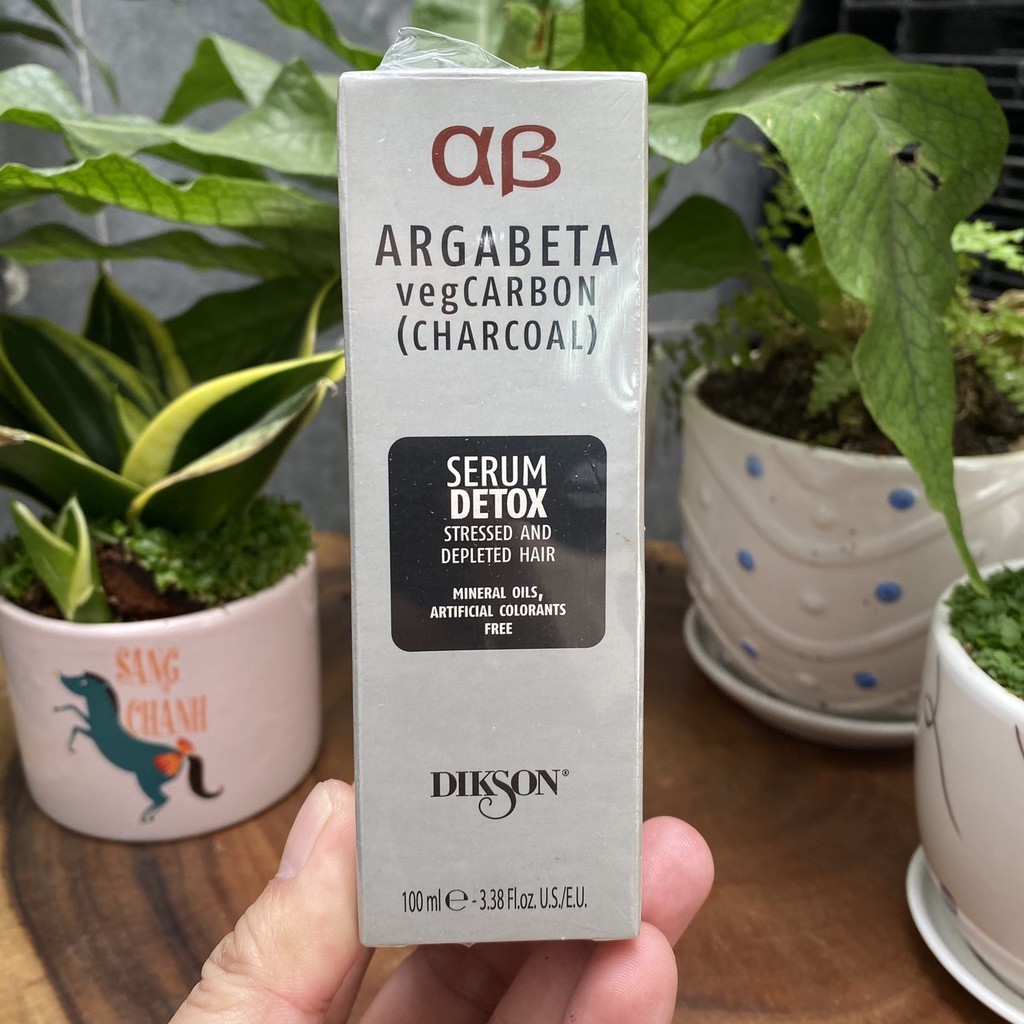 αβ
ARGABETA
vegCARBON
(CHARCOAL)
SERUM
DETOX
STRESSED AND
DEPLETED HAIR
MINERAL OILS,
ARTIFICIAL COLORANTS
FREE
DIKSON®
100 ml ℮ - 3.38 Fl.oz. U.S./E.U.
SANG
CHẢNH